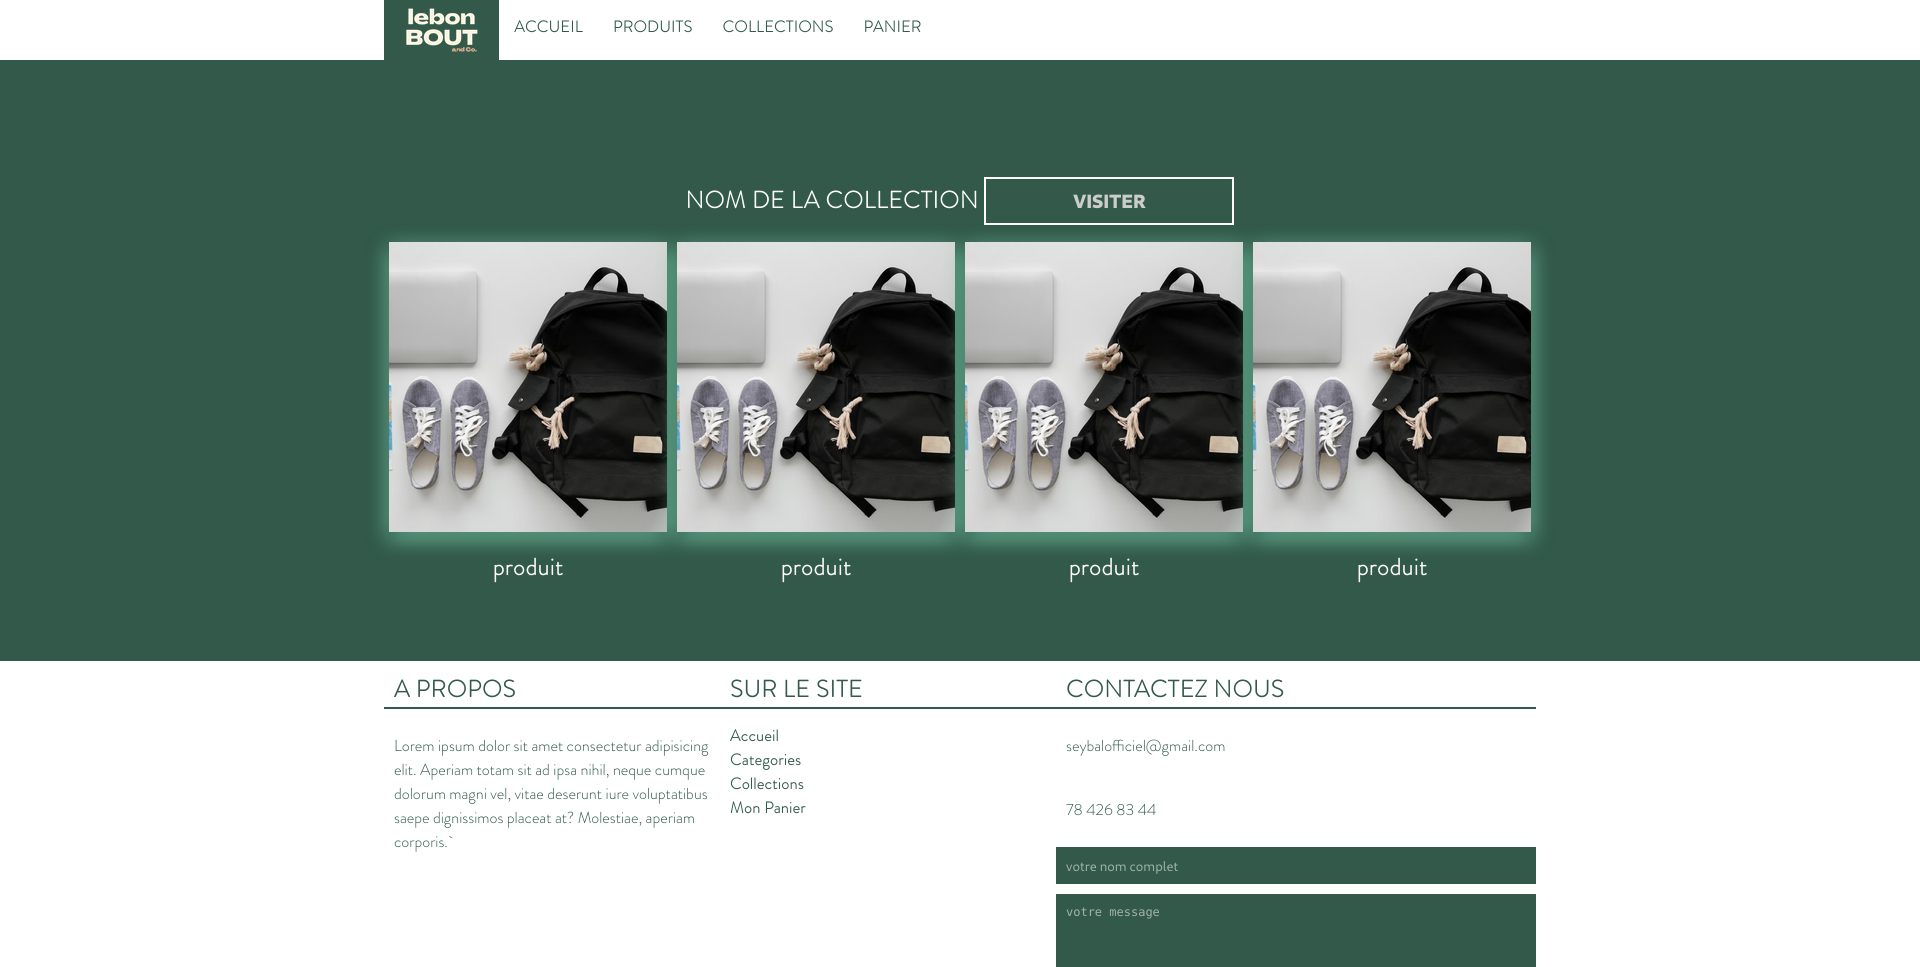 lebon
BOUT
and Co.
ACCUEIL PRODUITS COLLECTIONS PANIER
NOM DE LA COLLECTION VISITER
produit produit produit produit
A PROPOS SUR LE SITE CONTACTEZ NOUS
Lorem ipsum dolor sit amet consectetur adipisicing
elit. Aperiam totam sit ad ipsa nihil, neque cumque
dolorum magni vel, vitae deserunt iure voluptatibus
saepe dignissimos placeat at? Molestiae, aperiam
corporis.`
Accueil
Categories
Collections
Mon Panier
seybalofficiel@gmail.com
78 426 83 44
votre nom complet
votre message